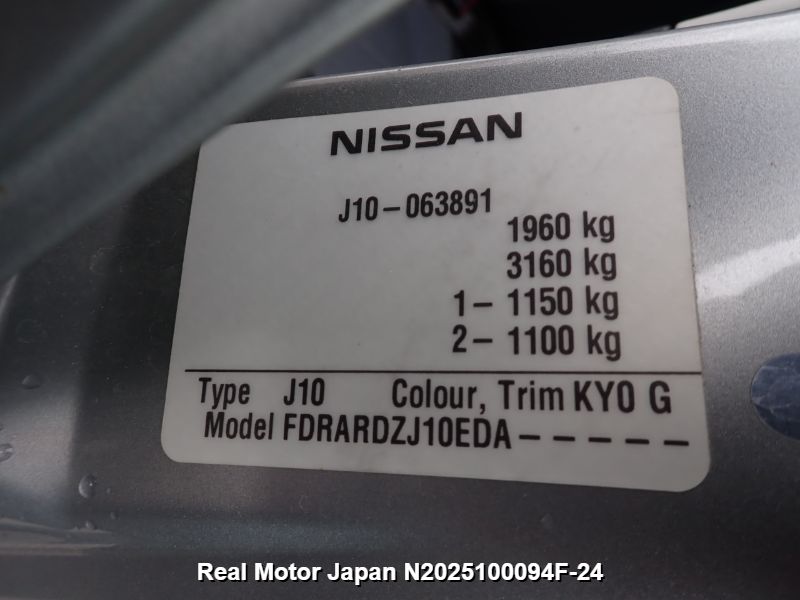 NISSAN
J10-063891
1960 kg
3160 kg
1- 1150 kg
2- 1100 kg
Type J10 Colour, Trim KY0 G
Model FDRARDZJ10EDA-----
Real Motor Japan N2025100094F-24